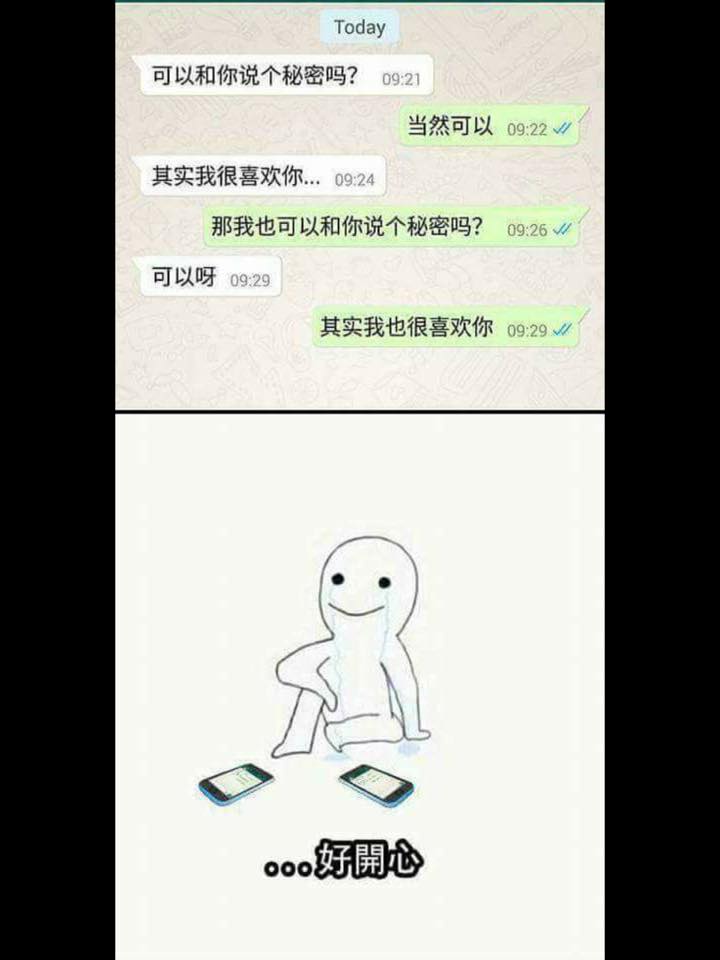 Today
可以和你说个秘密吗? 09:21
当然可以 09:22
其实我很喜欢你... 09:24
那我也可以和你说个秘密吗? 09:26
可以呀 09:29
其实我也很喜欢你 09:29
...好開心